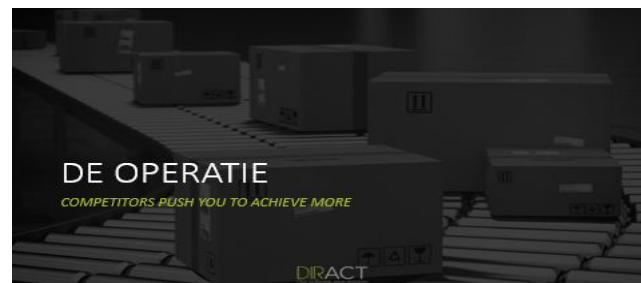 DE OPERATIE
COMPETITORS PUSH YOU TO ACHIEVE MORE
DIRACT